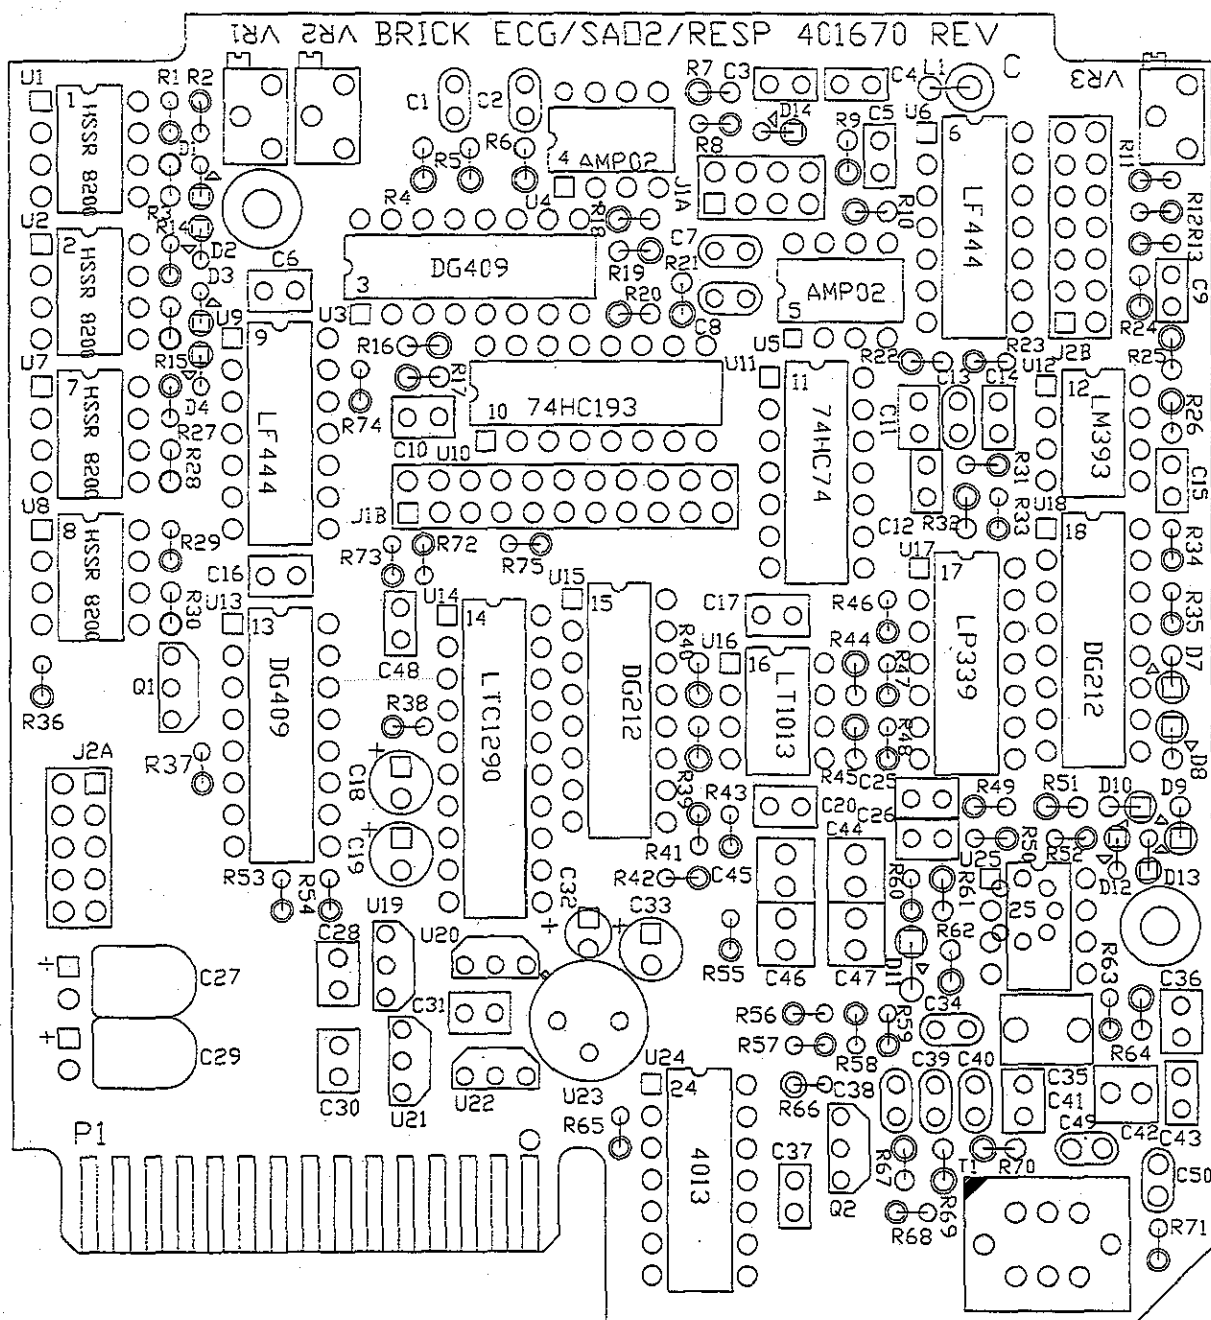 VR1 VR2 BRICK ECG/SAO2/RESP 401670 REV
C
VR3
U1
R1
R2
1
HSSR 8200
D1
R3
R14
U2
2
HSSR 8200
D2
D3
C6
U7
7
HSSR 8200
R15
D4
R27
R28
U8
8
HSSR 8200
R29
R30
U9
9
LF444
C16
U13
13
DG409
Q1
R36
R37
J2A
C1
C2
R5
R6
R4
U4
4
AMP02
R7
C3
C4
L1
D14
R8
R9
C5
U6
6
LF444
J1A
R18
R10
R11
R12
R13
U3
3
DG409
R19
R20
R21
C7
C8
U5
5
AMP02
C9
J2B
R24
R25
R26
R16
R17
R74
C10
U10
10
74HC193
U11
11
74HC74
R22
R23
C11
C13
C14
U12
12
LM393
C15
J1B
C12
R31
R32
R33
U18
18
DG212
R34
R35
D7
D8
R73
R72
R75
C48
U14
14
LTC1290
U15
15
DG212
C17
U16
16
LT1013
R40
R39
R46
R44
R47
R48
R45
U17
17
LP339
R38
C18
C19
R43
R41
R42
C20
C25
C26
C45
C44
R49
R51
D10
D9
R50
R52
D12
D13
U25
25
R53
R54
C28
U19
U20
C32
C33
R55
C46
C47
R60
R61
R62
D11
R63
C36
R64
C27
C29
C30
C31
U21
U22
U23
R56
R57
R58
R59
C34
C35
C38
C39
C40
C41
C42
C43
C49
C50
P1
R65
U24
24
4013
R66
C37
Q2
R67
R68
R69
R70
T1
R71